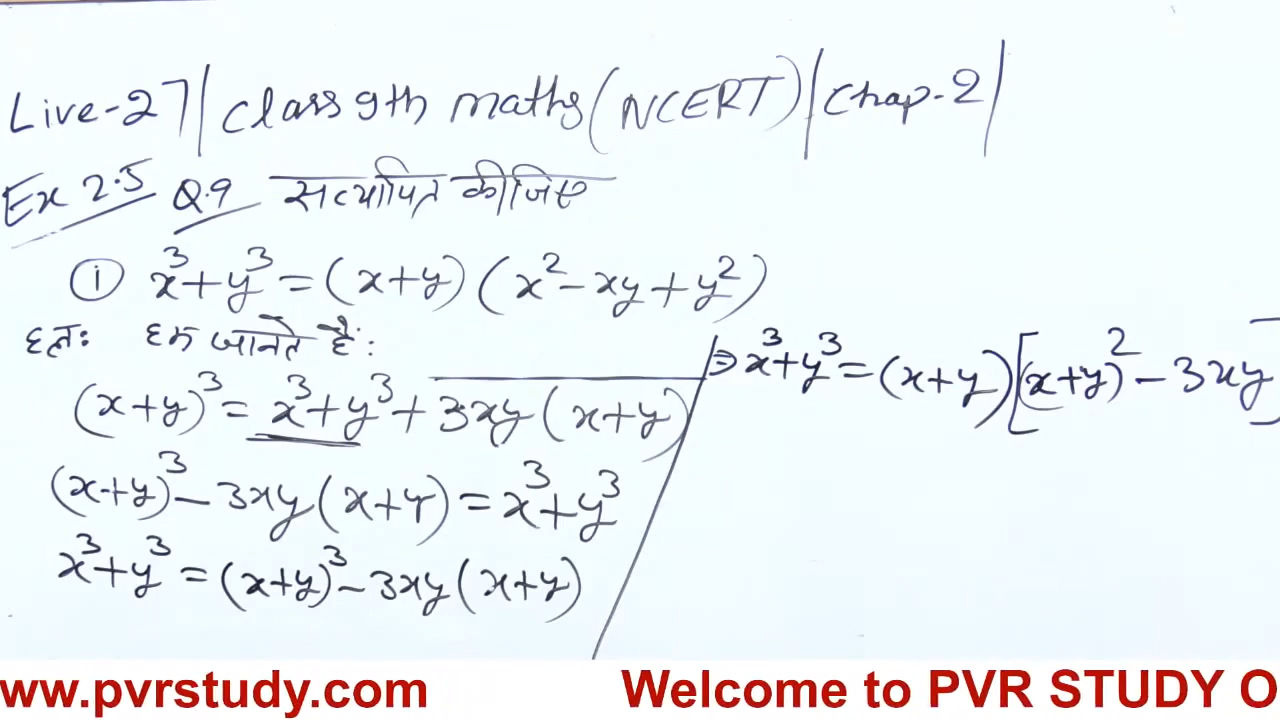 Live-27|Class 9th maths (NCERT)|Chap-2|
Ex 2.5 Q.9 सत्यापित कीजिए
(i) x³+y³=(x+y)(x²-xy+y²)
हलः हम जानते हैः
(x+y)³=x³+y³+3xy(x+y)
(x+y)³-3xy(x+y)=x³+y³
x³+y³=(x+y)³-3xy(x+y)
⇒x³+y³=(x+y)[(x+y)²-3xy]
ww.pvrstudy.com Welcome to PVR STUDY O